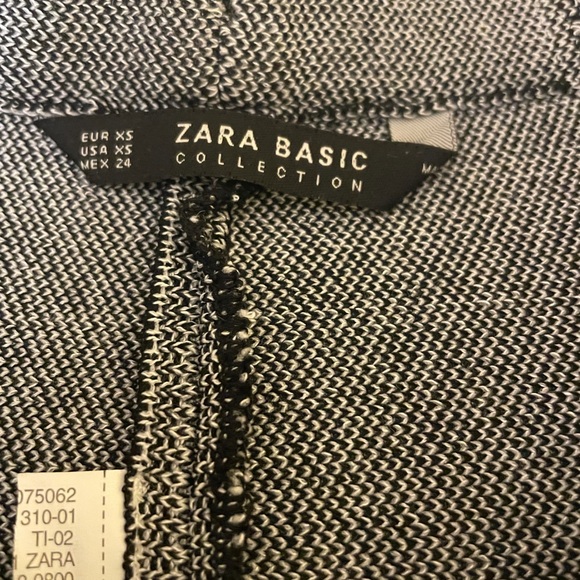 EUR XS
USA XS
MEX 24
ZARA BASIC
COLLECTION
075062
310-01
TI-02
ZARA